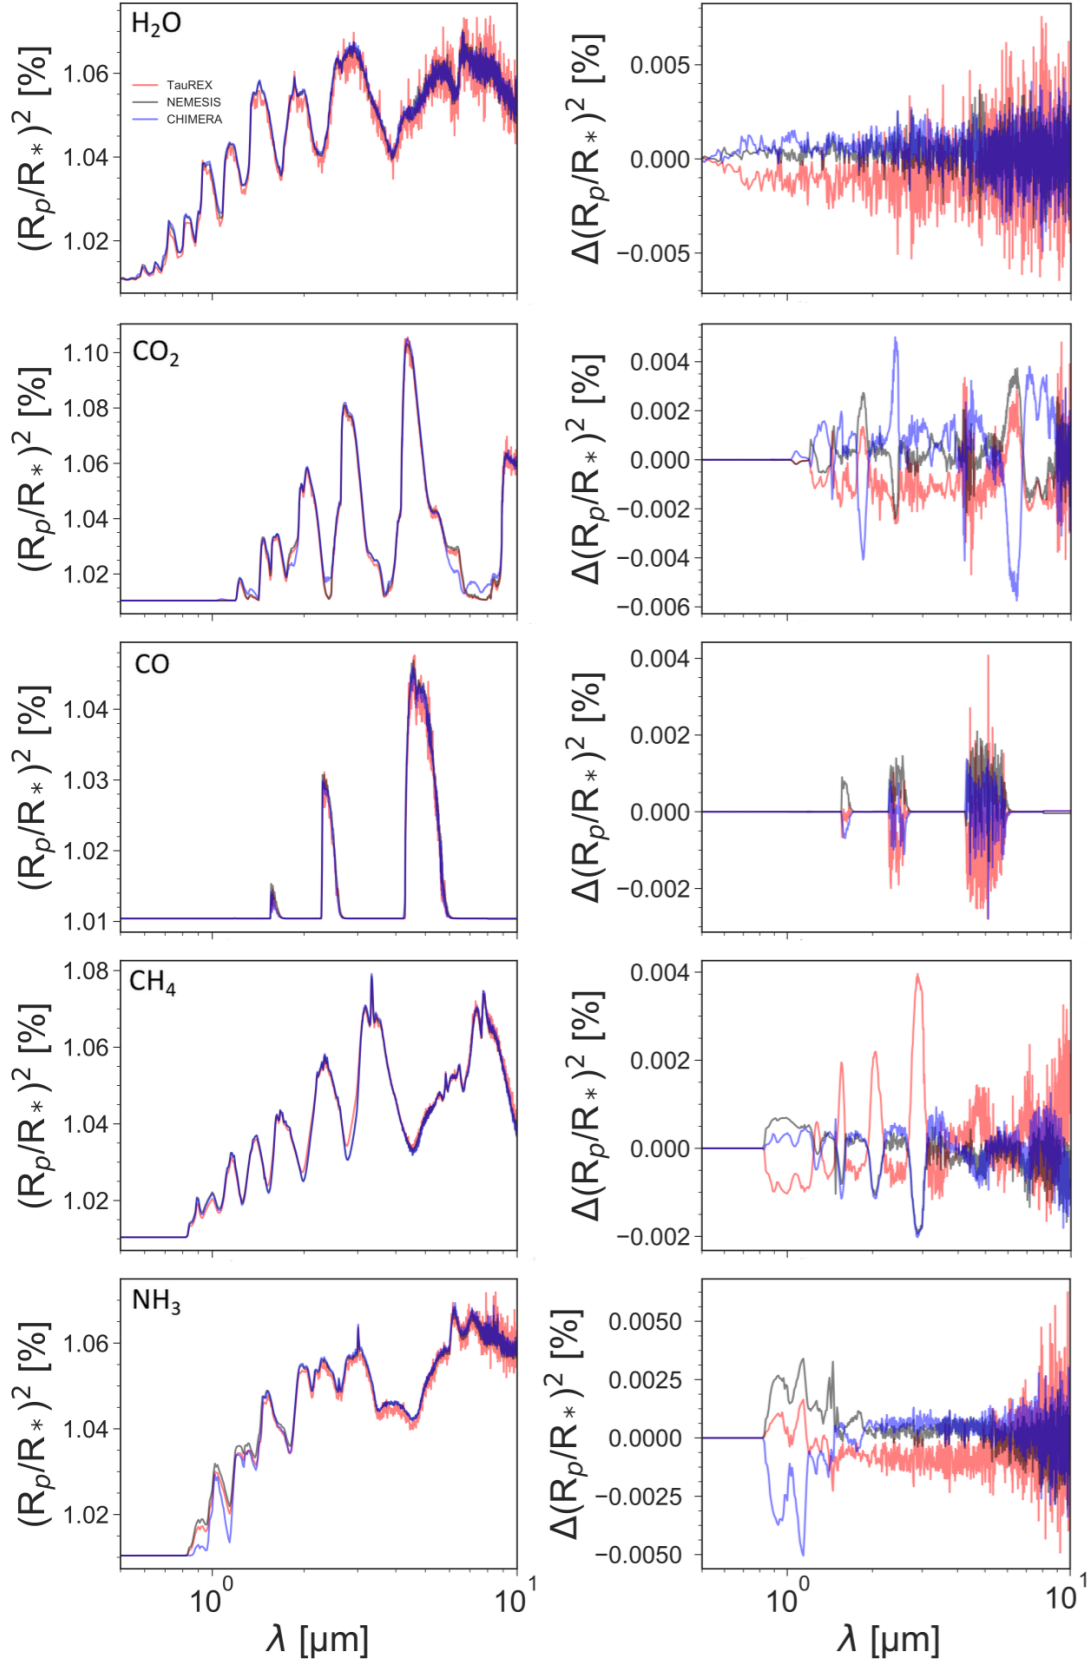 H₂O
TauREX
NEMESIS
CHIMERA
(Rₚ/R∗)² [%]
1.06
1.04
1.02
Δ(Rₚ/R∗)² [%]
0.005
0.000
−0.005
CO₂
(Rₚ/R∗)² [%]
1.10
1.08
1.06
1.04
1.02
Δ(Rₚ/R∗)² [%]
0.004
0.002
0.000
−0.002
−0.004
−0.006
CO
(Rₚ/R∗)² [%]
1.04
1.03
1.02
1.01
Δ(Rₚ/R∗)² [%]
0.004
0.002
0.000
−0.002
CH₄
(Rₚ/R∗)² [%]
1.08
1.06
1.04
1.02
Δ(Rₚ/R∗)² [%]
0.004
0.002
0.000
−0.002
NH₃
(Rₚ/R∗)² [%]
1.06
1.04
1.02
Δ(Rₚ/R∗)² [%]
0.0050
0.0025
0.0000
−0.0025
−0.0050
10⁰ 10¹
10⁰ 10¹
λ [μm]
λ [μm]